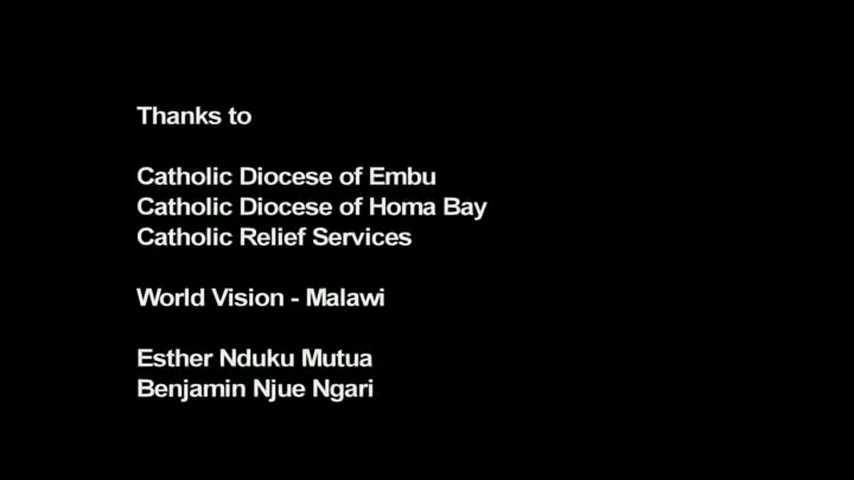 Thanks to
Catholic Diocese of Embu
Catholic Diocese of Homa Bay
Catholic Relief Services
World Vision - Malawi
Esther Nduku Mutua
Benjamin Njue Ngari